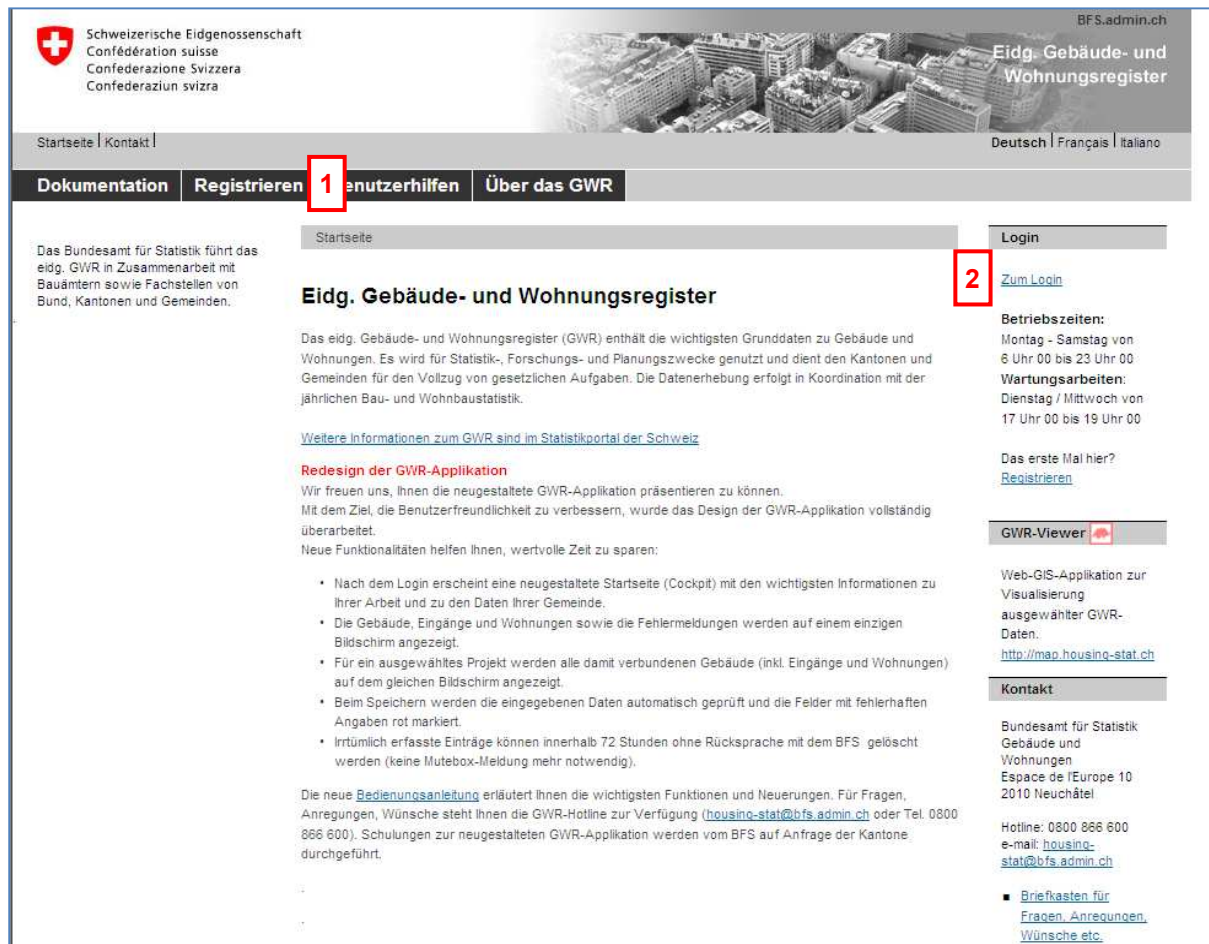 Schweizerische Eidgenossenschaft
Confédération suisse
Confederazione Svizzera
Confederaziun svizra
BFS.admin.ch
Eidg. Gebäude- und
Wohnungsregister
Startseite | Kontakt |
Deutsch | Français | Italiano
Dokumentation | Registrieren 1 enutzerhilfen | Über das GWR
Das Bundesamt für Statistik führt das
eidg. GWR in Zusammenarbeit mit
Bauämtern sowie Fachstellen von
Bund, Kantonen und Gemeinden.
.
Startseite
Eidg. Gebäude- und Wohnungsregister
Das eidg. Gebäude- und Wohnungsregister (GWR) enthält die wichtigsten Grunddaten zu Gebäude und
Wohnungen. Es wird für Statistik-, Forschungs- und Planungszwecke genutzt und dient den Kantonen und
Gemeinden für den Vollzug von gesetzlichen Aufgaben. Die Datenerhebung erfolgt in Koordination mit der
jährlichen Bau- und Wohnbaustatistik.
Weitere Informationen zum GWR sind im Statistikportal der Schweiz
Redesign der GWR-Applikation
Wir freuen uns, Ihnen die neugestaltete GWR-Applikation präsentieren zu können.
Mit dem Ziel, die Benutzerfreundlichkeit zu verbessern, wurde das Design der GWR-Applikation vollständig
überarbeitet.
Neue Funktionalitäten helfen Ihnen, wertvolle Zeit zu sparen:
• Nach dem Login erscheint eine neugestaltete Startseite (Cockpit) mit den wichtigsten Informationen zu
Ihrer Arbeit und zu den Daten Ihrer Gemeinde.
• Die Gebäude, Eingänge und Wohnungen sowie die Fehlermeldungen werden auf einem einzigen
Bildschirm angezeigt.
• Für ein ausgewähltes Projekt werden alle damit verbundenen Gebäude (inkl. Eingänge und Wohnungen)
auf dem gleichen Bildschirm angezeigt.
• Beim Speichern werden die eingegebenen Daten automatisch geprüft und die Felder mit fehlerhaften
Angaben rot markiert.
• Irrtümlich erfasste Einträge können innerhalb 72 Stunden ohne Rücksprache mit dem BFS gelöscht
werden (keine Mutebox-Meldung mehr notwendig).
Die neue Bedienungsanleitung erläutert Ihnen die wichtigsten Funktionen und Neuerungen. Für Fragen,
Anregungen, Wünsche steht Ihnen die GWR-Hotline zur Verfügung (housing-stat@bfs.admin.ch oder Tel. 0800
866 600). Schulungen zur neugestalteten GWR-Applikation werden vom BFS auf Anfrage der Kantone
durchgeführt.
.
.
Login
2 Zum Login
Betriebszeiten:
Montag - Samstag von
6 Uhr 00 bis 23 Uhr 00
Wartungsarbeiten:
Dienstag / Mittwoch von
17 Uhr 00 bis 19 Uhr 00
Das erste Mal hier?
Registrieren
GWR-Viewer
Web-GIS-Applikation zur
Visualisierung
ausgewählter GWR-
Daten.
http://map.housing-stat.ch
Kontakt
Bundesamt für Statistik
Gebäude und
Wohnungen
Espace de l'Europe 10
2010 Neuchâtel
Hotline: 0800 866 600
e-mail: housing-
stat@bfs.admin.ch
■ Briefkasten für
Fragen, Anregungen,
Wünsche etc.